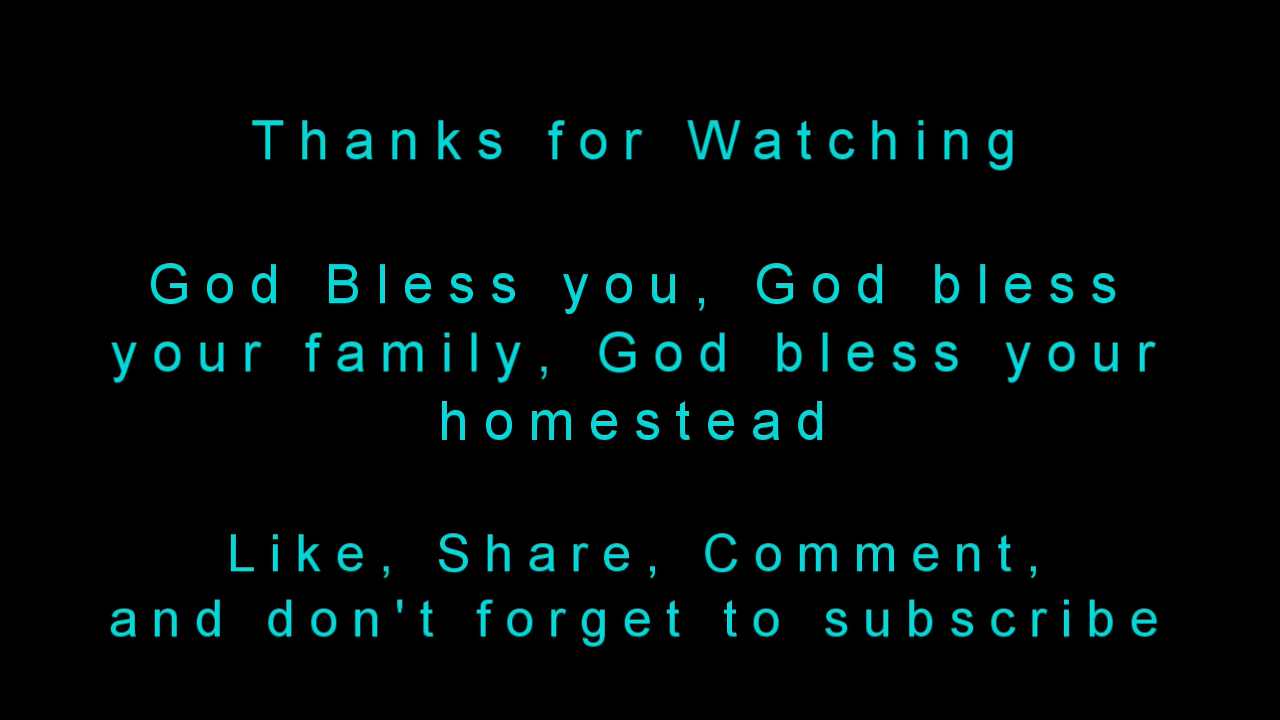 Thanks for Watching
God Bless you, God bless
your family, God bless your
homestead
Like, Share, Comment,
and don't forget to subscribe